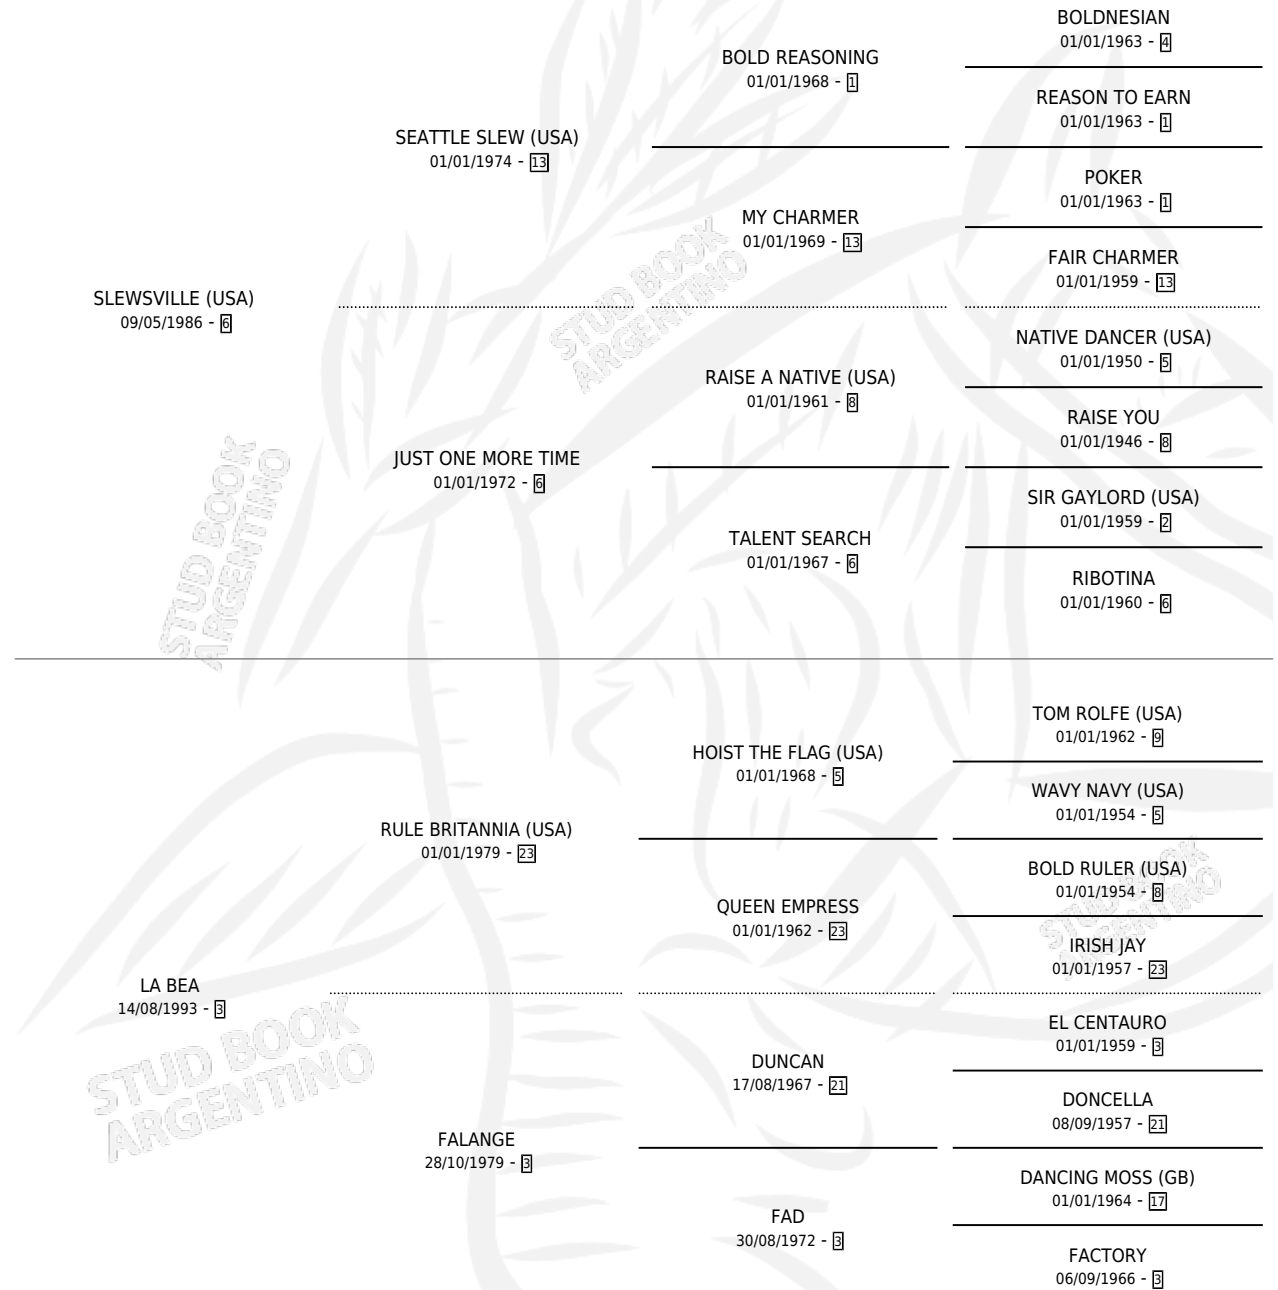 BOLDNESIAN
01/01/1963 - 4
BOLD REASONING
01/01/1968 - 1
REASON TO EARN
01/01/1963 - 1
SEATTLE SLEW (USA)
01/01/1974 - 13
POKER
01/01/1963 - 1
MY CHARMER
01/01/1969 - 13
FAIR CHARMER
01/01/1959 - 13
SLEWSVILLE (USA)
09/05/1986 - 6
NATIVE DANCER (USA)
01/01/1950 - 5
RAISE A NATIVE (USA)
01/01/1961 - 8
RAISE YOU
01/01/1946 - 8
JUST ONE MORE TIME
01/01/1972 - 6
SIR GAYLORD (USA)
01/01/1959 - 2
TALENT SEARCH
01/01/1967 - 6
RIBOTINA
01/01/1960 - 6
TOM ROLFE (USA)
01/01/1962 - 9
HOIST THE FLAG (USA)
01/01/1968 - 5
WAVY NAVY (USA)
01/01/1954 - 5
RULE BRITANNIA (USA)
01/01/1979 - 23
BOLD RULER (USA)
01/01/1954 - 8
QUEEN EMPRESS
01/01/1962 - 23
IRISH JAY
01/01/1957 - 23
LA BEA
14/08/1993 - 3
EL CENTAURO
01/01/1959 - 3
DUNCAN
17/08/1967 - 21
DONCELLA
08/09/1957 - 21
FALANGE
28/10/1979 - 3
DANCING MOSS (GB)
01/01/1964 - 17
FAD
30/08/1972 - 3
FACTORY
06/09/1966 - 3
STUD BOOK
ARGENTINO
STUD BOOK
ARGENTINO
STUD BOOK
ARGENTINO
STUD BOOK
ARGENTINO